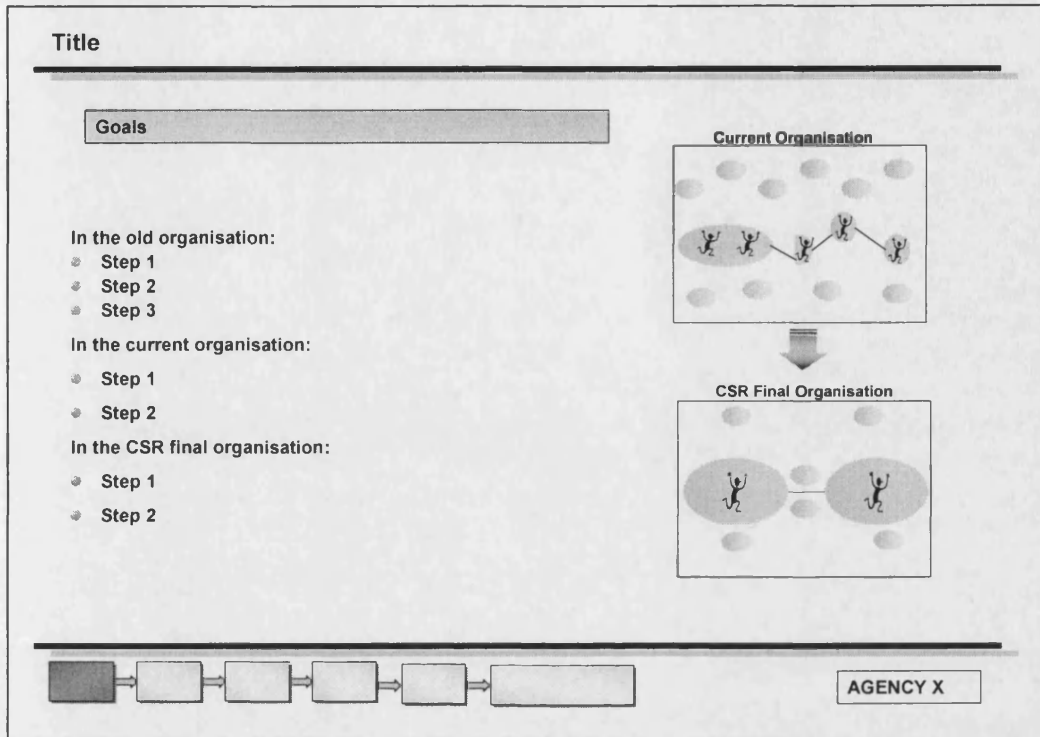 Title
Goals
In the old organisation:
Step 1
Step 2
Step 3
In the current organisation:
Step 1
Step 2
In the CSR final organisation:
Step 1
Step 2
Current Organisation
CSR Final Organisation
AGENCY X